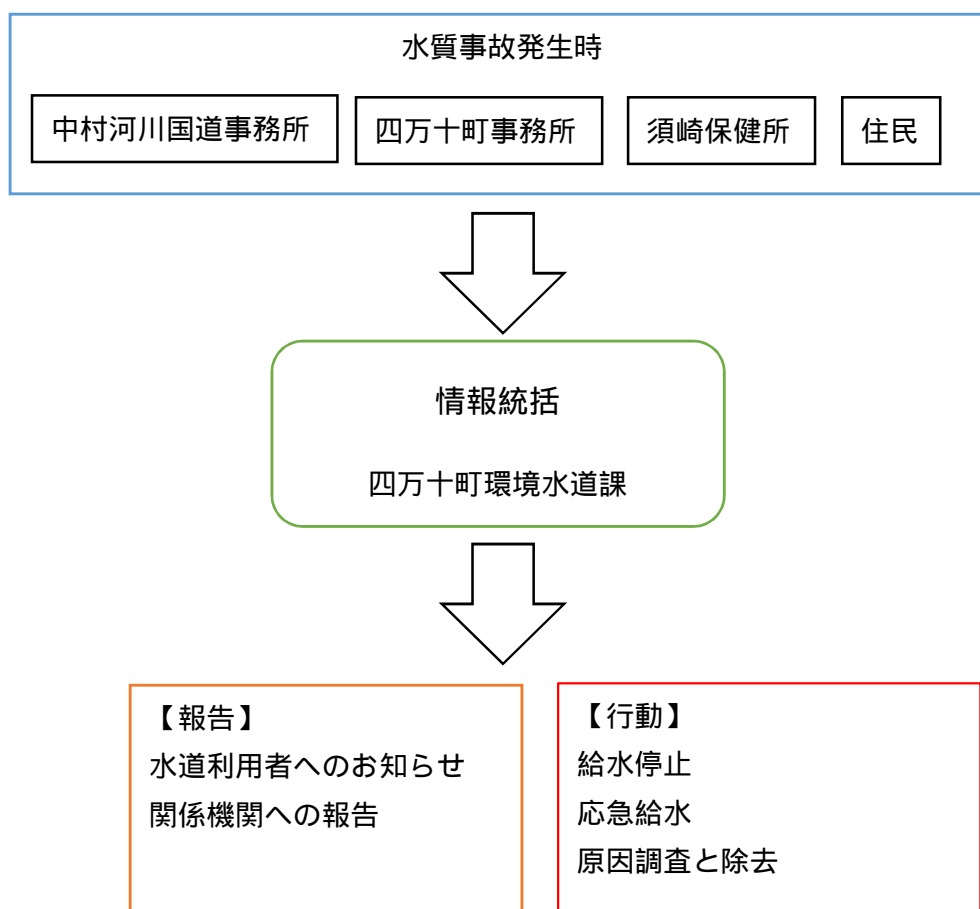 水質事故発生時
中村河川国道事務所 四万十町事務所 須崎保健所 住民
情報統括
四万十町環境水道課
【報告】
水道利用者へのお知らせ
関係機関への報告
【行動】
給水停止
応急給水
原因調査と除去